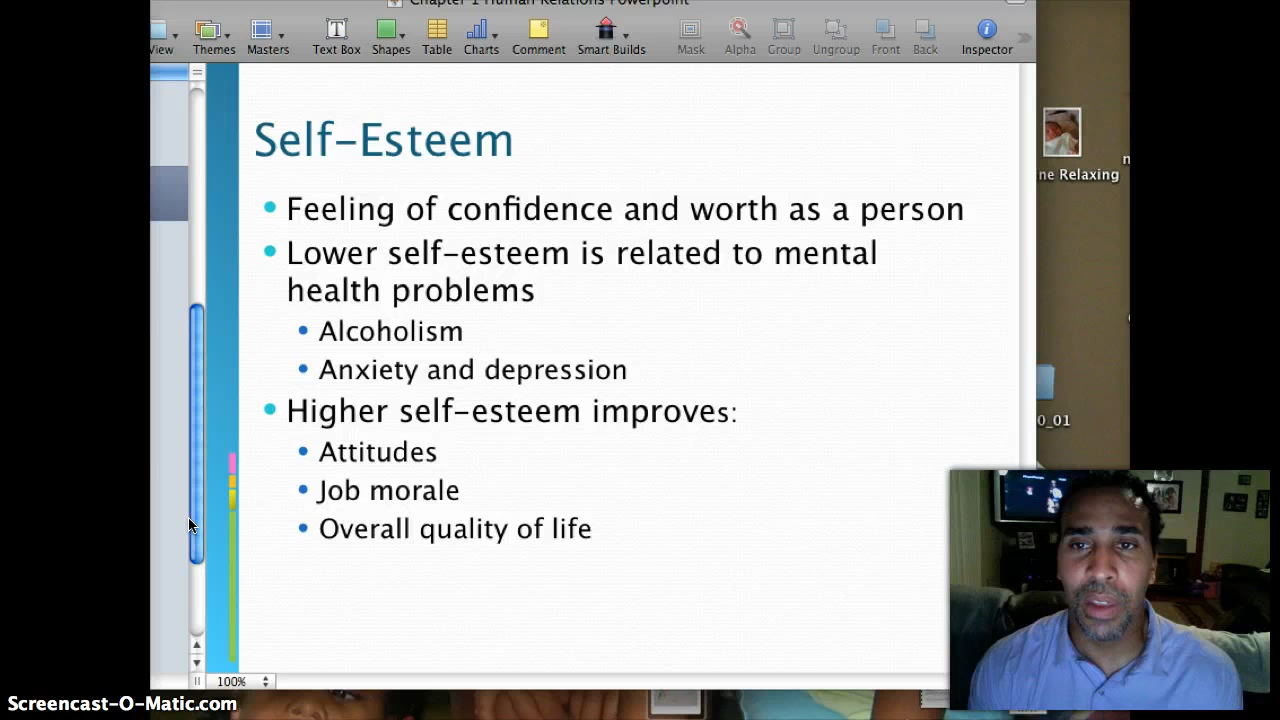 Chapter 1 Human Relations Powerpoint
View Themes Masters Text Box Shapes Table Charts Comment Smart Builds Mask Alpha Group Ungroup Front Back Inspector
Self-Esteem
Feeling of confidence and worth as a person
Lower self-esteem is related to mental
health problems
Alcoholism
Anxiety and depression
Higher self-esteem improves:
Attitudes
Job morale
Overall quality of life
ne Relaxing
0_01
100%
Screencast-O-Matic.com